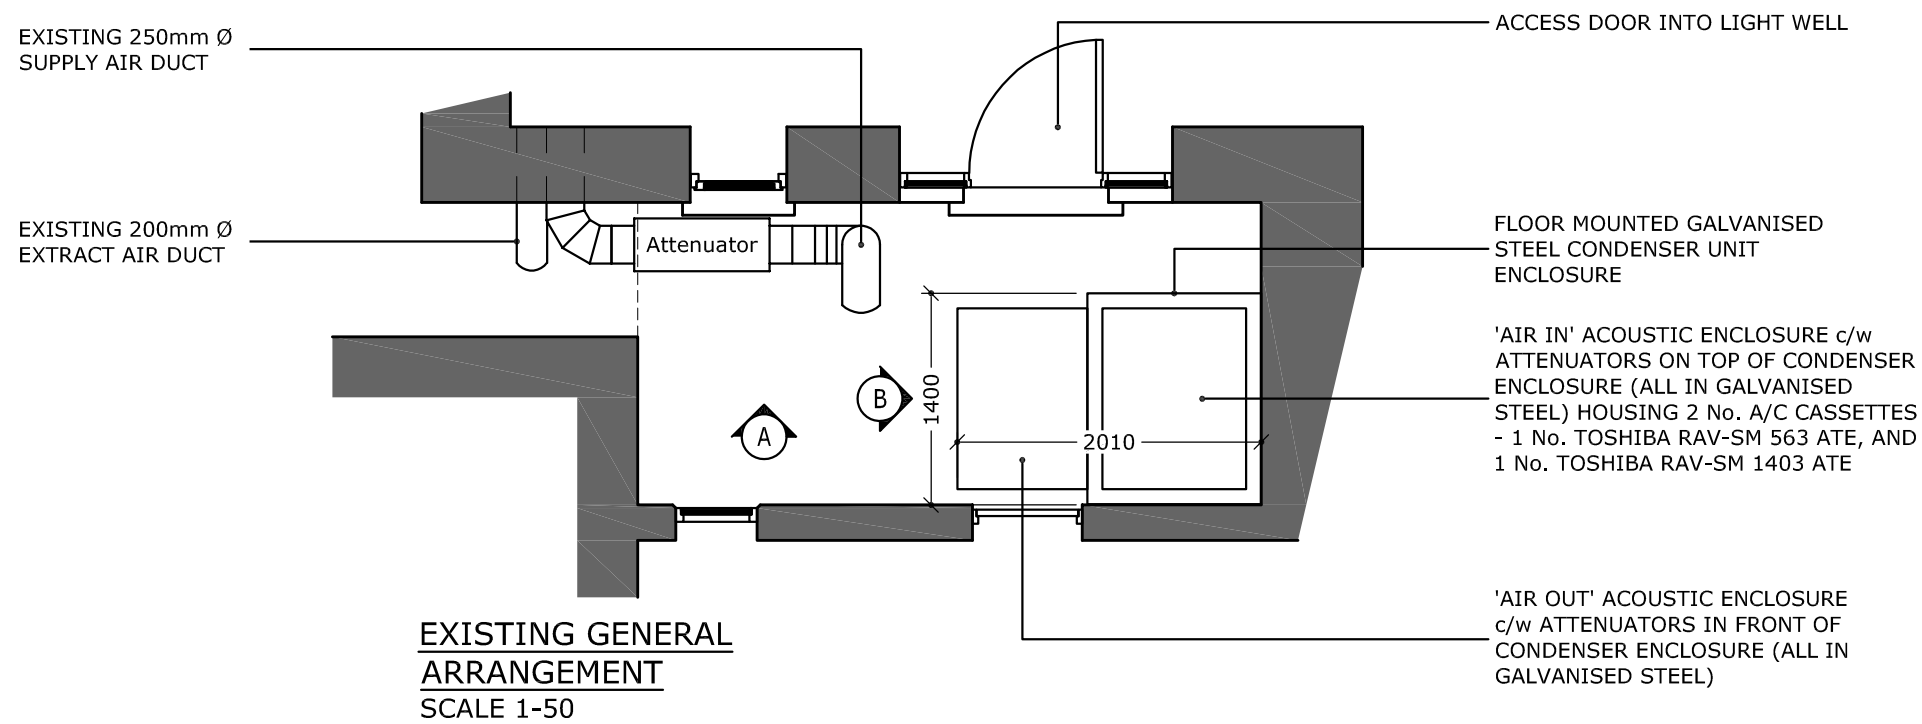 EXISTING 250mm Ø
SUPPLY AIR DUCT
ACCESS DOOR INTO LIGHT WELL
EXISTING 200mm Ø
EXTRACT AIR DUCT
Attenuator
FLOOR MOUNTED GALVANISED
STEEL CONDENSER UNIT
ENCLOSURE
'AIR IN' ACOUSTIC ENCLOSURE c/w
ATTENUATORS ON TOP OF CONDENSER
ENCLOSURE (ALL IN GALVANISED
STEEL) HOUSING 2 No. A/C CASSETTES
- 1 No. TOSHIBA RAV-SM 563 ATE, AND
1 No. TOSHIBA RAV-SM 1403 ATE
A
B
1400
2010
'AIR OUT' ACOUSTIC ENCLOSURE
c/w ATTENUATORS IN FRONT OF
CONDENSER ENCLOSURE (ALL IN
GALVANISED STEEL)
EXISTING GENERAL
ARRANGEMENT
SCALE 1-50